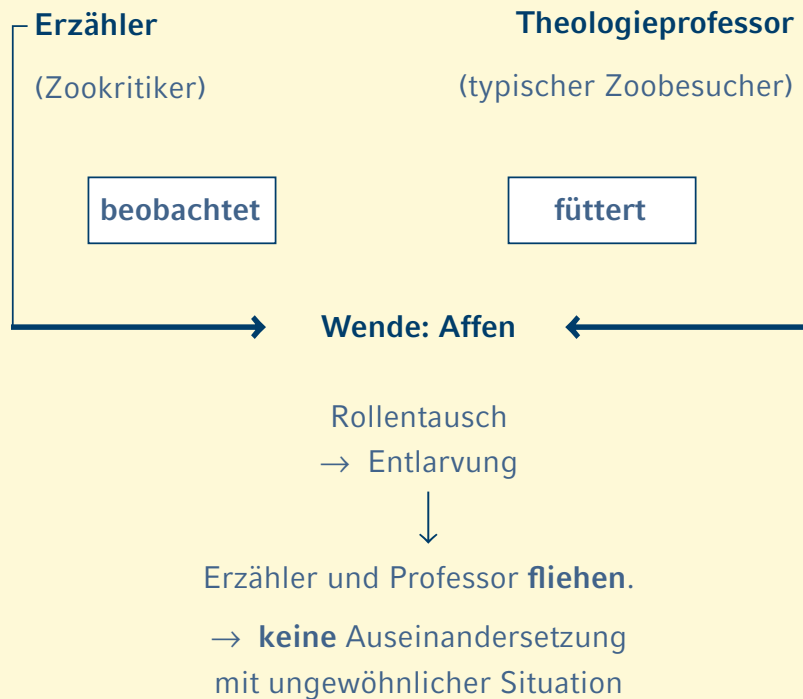 Erzähler
Theologieprofessor
(Zookritiker)
(typischer Zoobesucher)
beobachtet
füttert
Wende: Affen
Rollentausch
→ Entlarvung
Erzähler und Professor fliehen.
→ keine Auseinandersetzung
mit ungewöhnlicher Situation